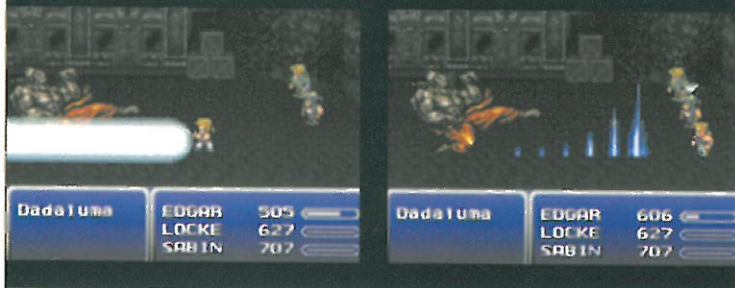 Dadaluma
EDGAR 505
LOCKE 627
SABIN 707
Dadaluma
EDGAR 606
LOCKE 627
SABIN 707